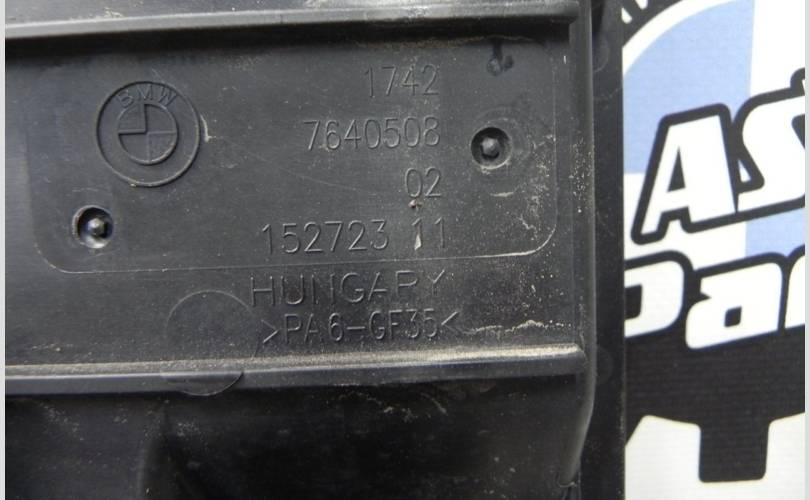 BMW
1742
7640508
02
152723 11
HUNGARY
>PA6-GF35<